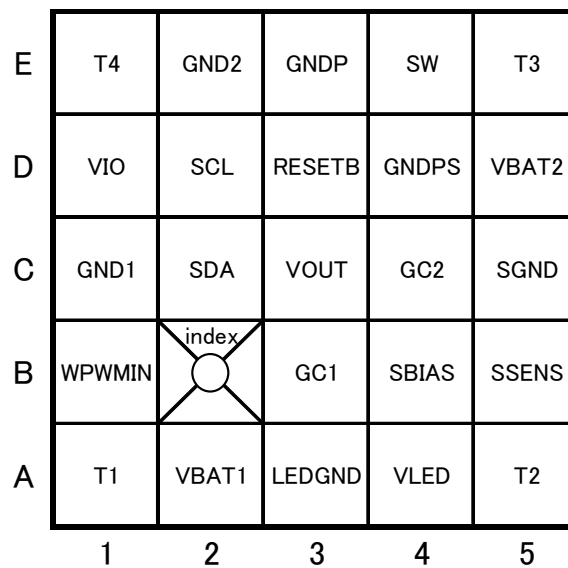 E T4 GND2 GNDP SW T3
D VIO SCL RESETB GNDPS VBAT2
C GND1 SDA VOUT GC2 SGND
index
B WPWMIN GC1 SBIAS SSENS
A T1 VBAT1 LEDGND VLED T2
1 2 3 4 5